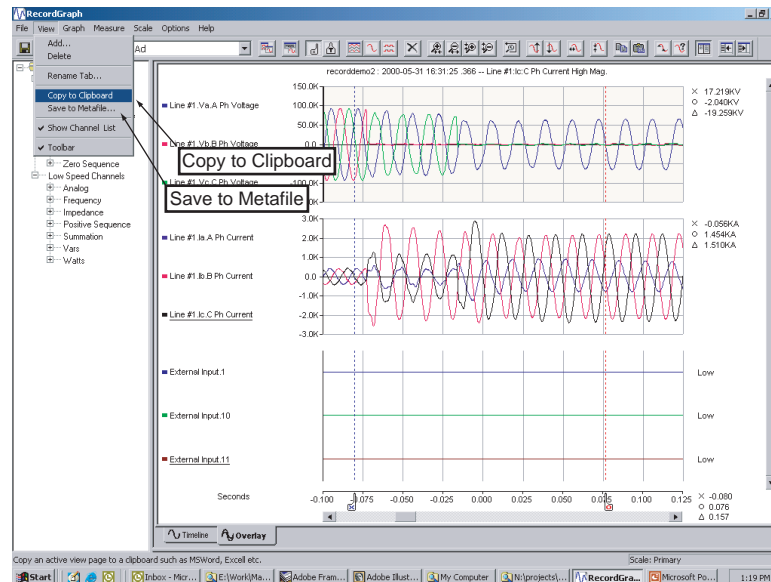 RecordGraph
File View Graph Measure Scale Options Help
Add...
Delete
Rename Tab...
Copy to Clipboard
Save to Metafile...
Show Channel List
Toolbar
Ad
Zero Sequence
Low Speed Channels
Analog
Frequency
Impedance
Positive Sequence
Summation
Vars
Watts
Copy to Clipboard
Save to Metafile
recorddemo2 : 2000-05-31 16:31:25 .366 -- Line #1:Ic:C Ph Current High Mag.
150.0K
100.0K
50.0K
0.0
-100.0K
Line #1.Va.A Ph Voltage
Line #1.Vb.B Ph Voltage
Line #1.Vc.C Ph Voltage
× 17.219KV
O -2.040KV
Δ -19.259KV
3.0K
2.0K
1.0K
0.0
-1.0K
-2.0K
-3.0K
Line #1.Ia.A Ph Current
Line #1.Ib.B Ph Current
Line #1.Ic.C Ph Current
× -0.056KA
O 1.454KA
Δ 1.510KA
External Input.1
Low
External Input.10
Low
External Input.11
Low
Seconds
-0.100 -0.075 -0.050 -0.025 0.000 0.025 0.050 0.075 0.100 0.125
× -0.080
O 0.076
Δ 0.157
Timeline Overlay
Copy an active view page to a clipboard such as MSWord, Excell etc.
Scale: Primary
Start Inbox - Micr... E:\Work\Ma... Adobe Fram... Adobe Illust... My Computer N:\projects\... RecordGra... Microsoft Po... 1:19 PM